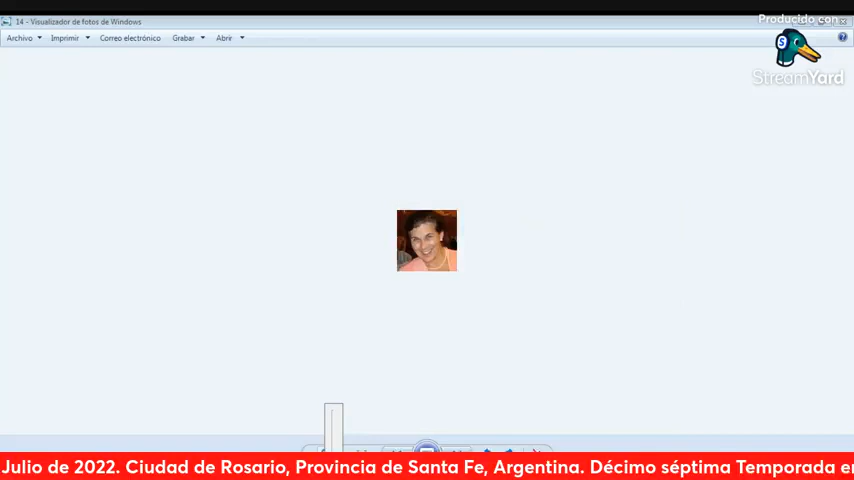 14 - Visualizador de fotos de Windows
Producido con
Archivo Imprimir Correo electrónico Grabar Abrir
StreamYard
Julio de 2022. Ciudad de Rosario, Provincia de Santa Fe, Argentina. Décimo séptima Temporada en